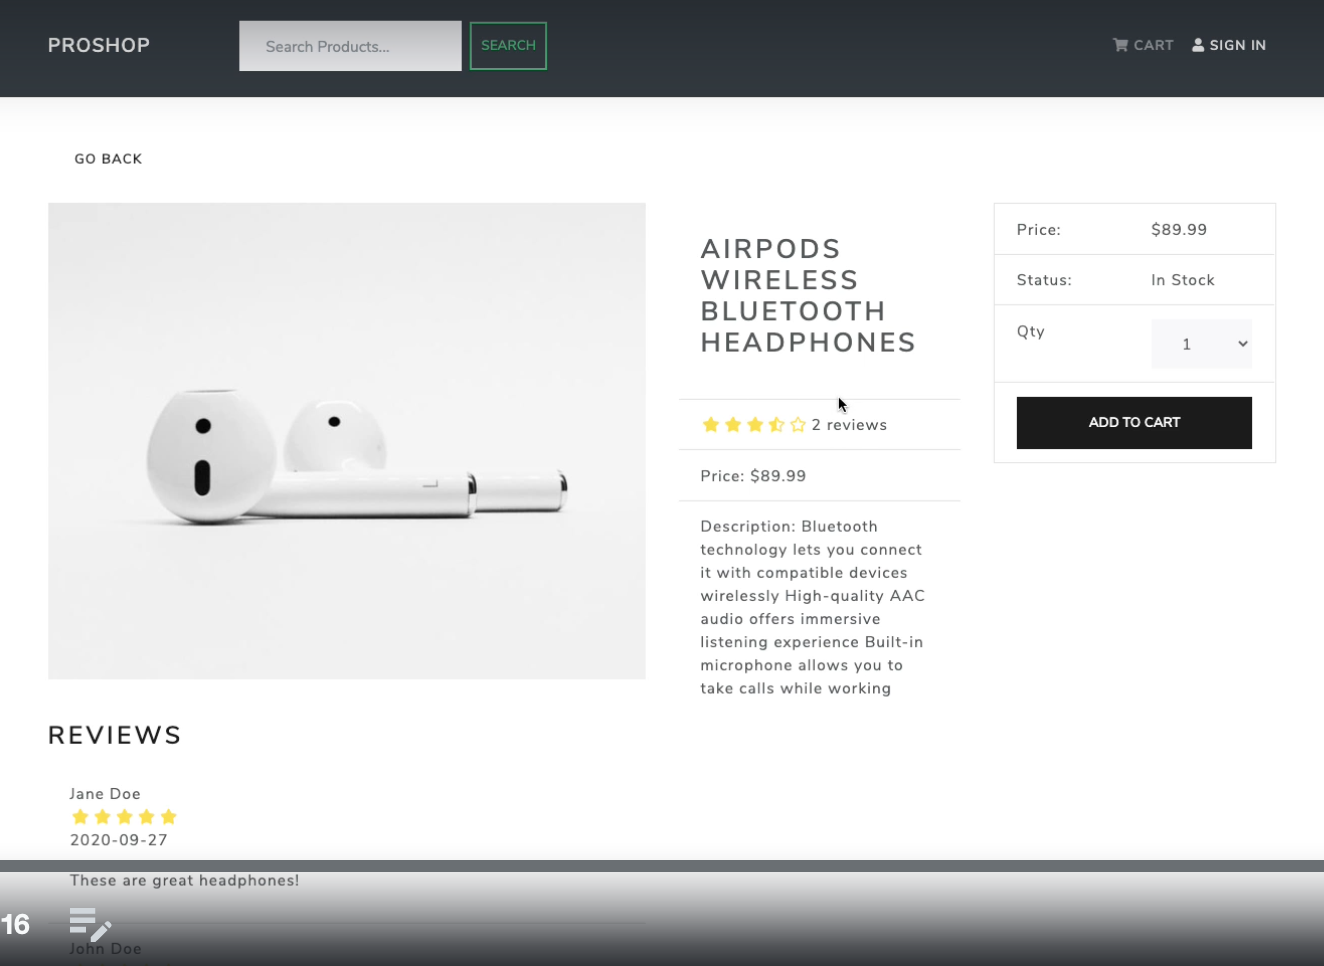 PROSHOP
Search Products...
SEARCH
CART
SIGN IN
GO BACK
AIRPODS
WIRELESS
BLUETOOTH
HEADPHONES
2 reviews
Price: $89.99
Description: Bluetooth
technology lets you connect
it with compatible devices
wirelessly High-quality AAC
audio offers immersive
listening experience Built-in
microphone allows you to
take calls while working
Price: $89.99
Status: In Stock
Qty 1
ADD TO CART
REVIEWS
Jane Doe
2020-09-27
These are great headphones!
16
John Doe